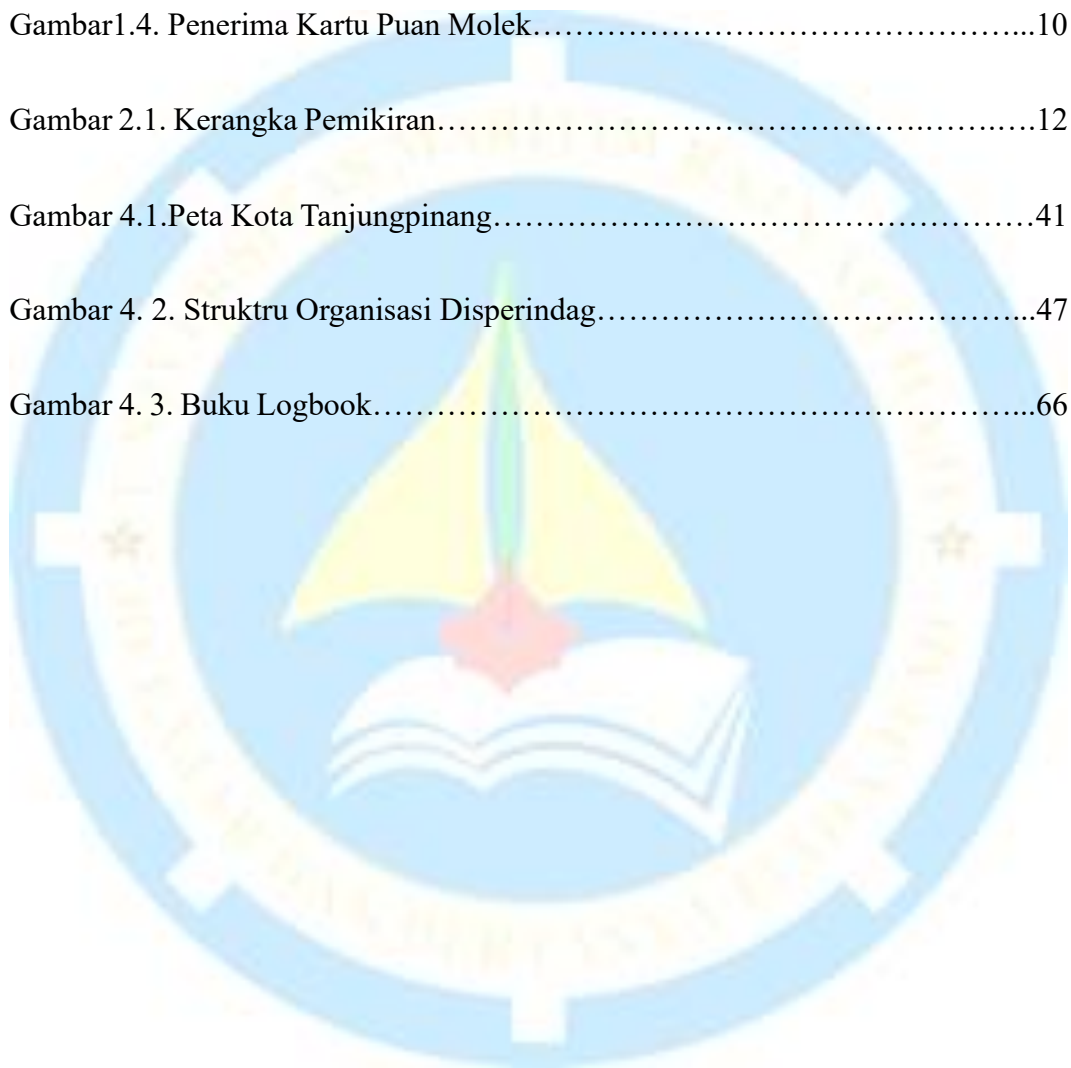 Gambar1.4. Penerima Kartu Puan Molek…………………………………………...10
Gambar 2.1. Kerangka Pemikiran……………………………………….…….….12
Gambar 4.1.Peta Kota Tanjungpinang………………………………………………41
Gambar 4. 2. Struktru Organisasi Disperindag……………………………………...47
Gambar 4. 3. Buku Logbook…………………………………………………………...66